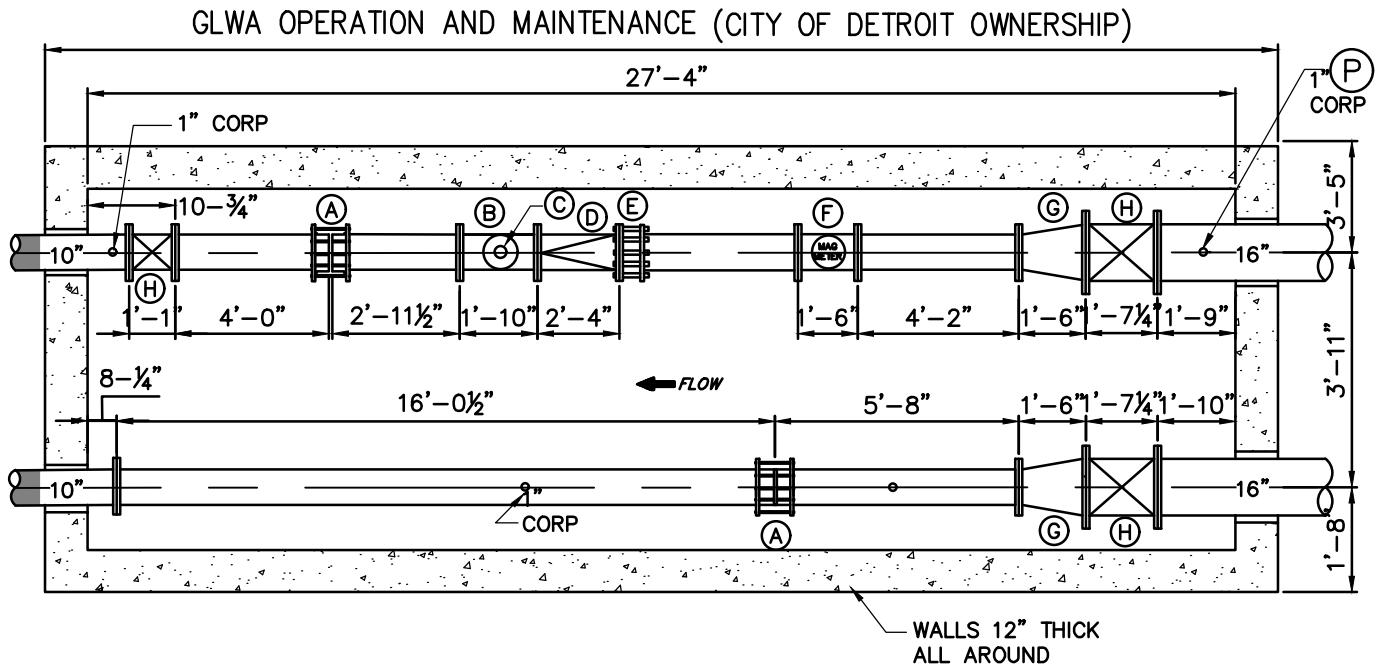 GLWA OPERATION AND MAINTENANCE (CITY OF DETROIT OWNERSHIP)
27'-4"
1" P
CORP
1" CORP
3'-5"
10-¾"
A
B
C
D
E
F
G
H
10"
MAG
METER
16"
H
1'-1"
4'-0"
2'-11½"
1'-10"
2'-4"
1'-6"
4'-2"
1'-6"
1'-7¼"
1'-9"
3'-11"
8-¼"
FLOW
16'-0½"
5'-8"
1'-6"
1'-7¼"
1'-10"
10"
1"
CORP
16"
A
G
H
1'-8"
WALLS 12" THICK
ALL AROUND